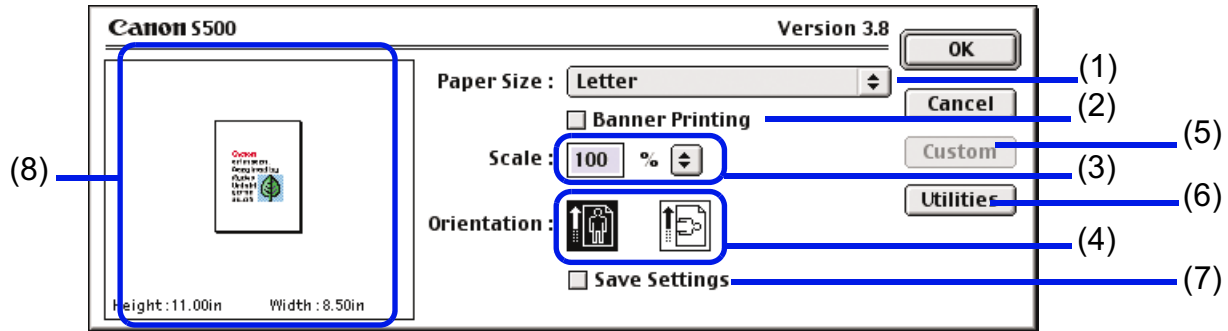 Canon S500 Version 3.8
OK
Paper Size : Letter (1)
Cancel
Banner Printing (2)
Custom (5)
Scale : 100 % (3)
Utilities (6)
Orientation : (4)
Save Settings (7)
(8)
Canon
Height : 11.00in Width : 8.50in